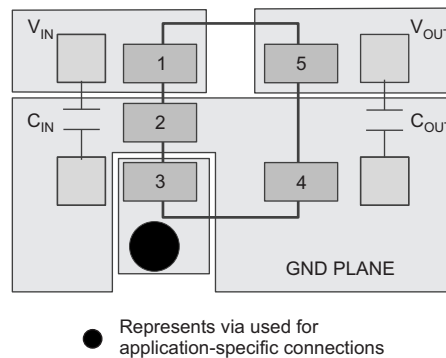 V_IN
V_OUT
1
5
C_IN
2
C_OUT
3
4
GND PLANE
Represents via used for
application-specific connections